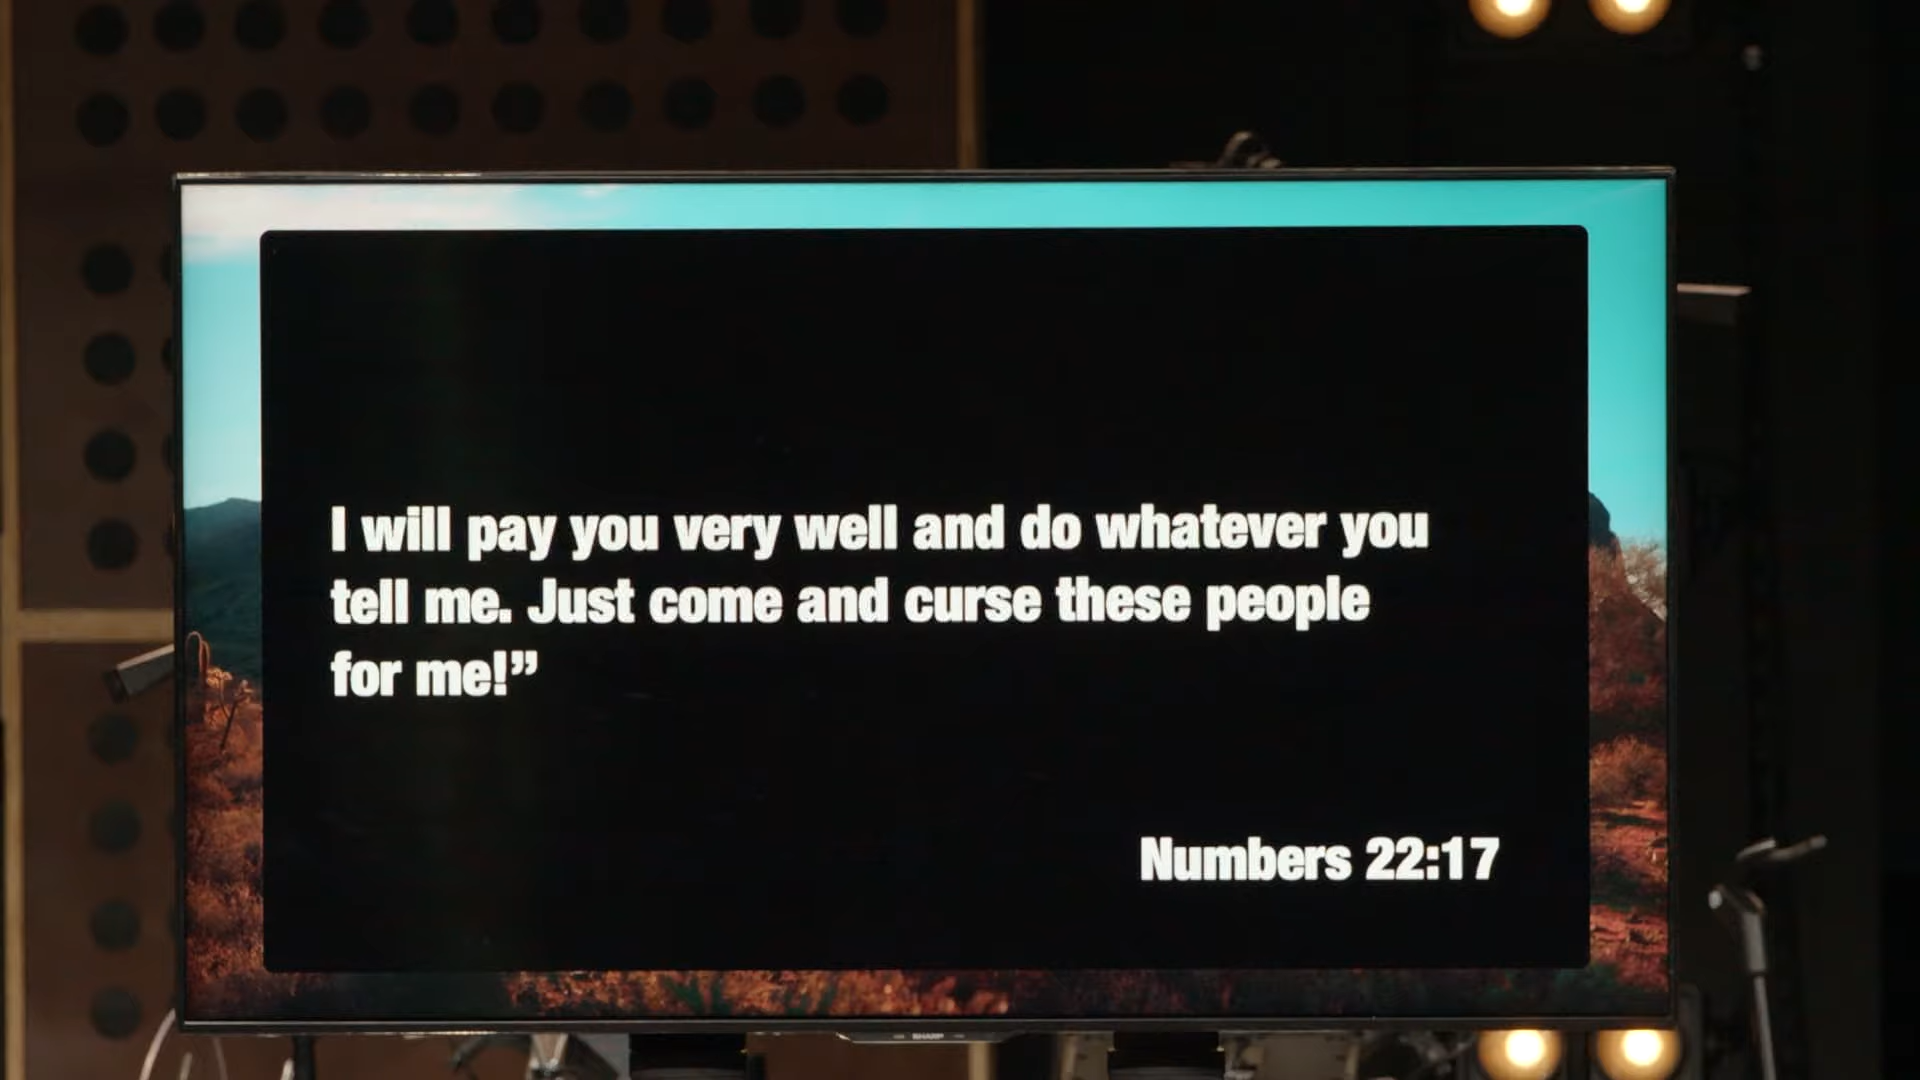 I will pay you very well and do whatever you
tell me. Just come and curse these people
for me!”
Numbers 22:17
SHARP